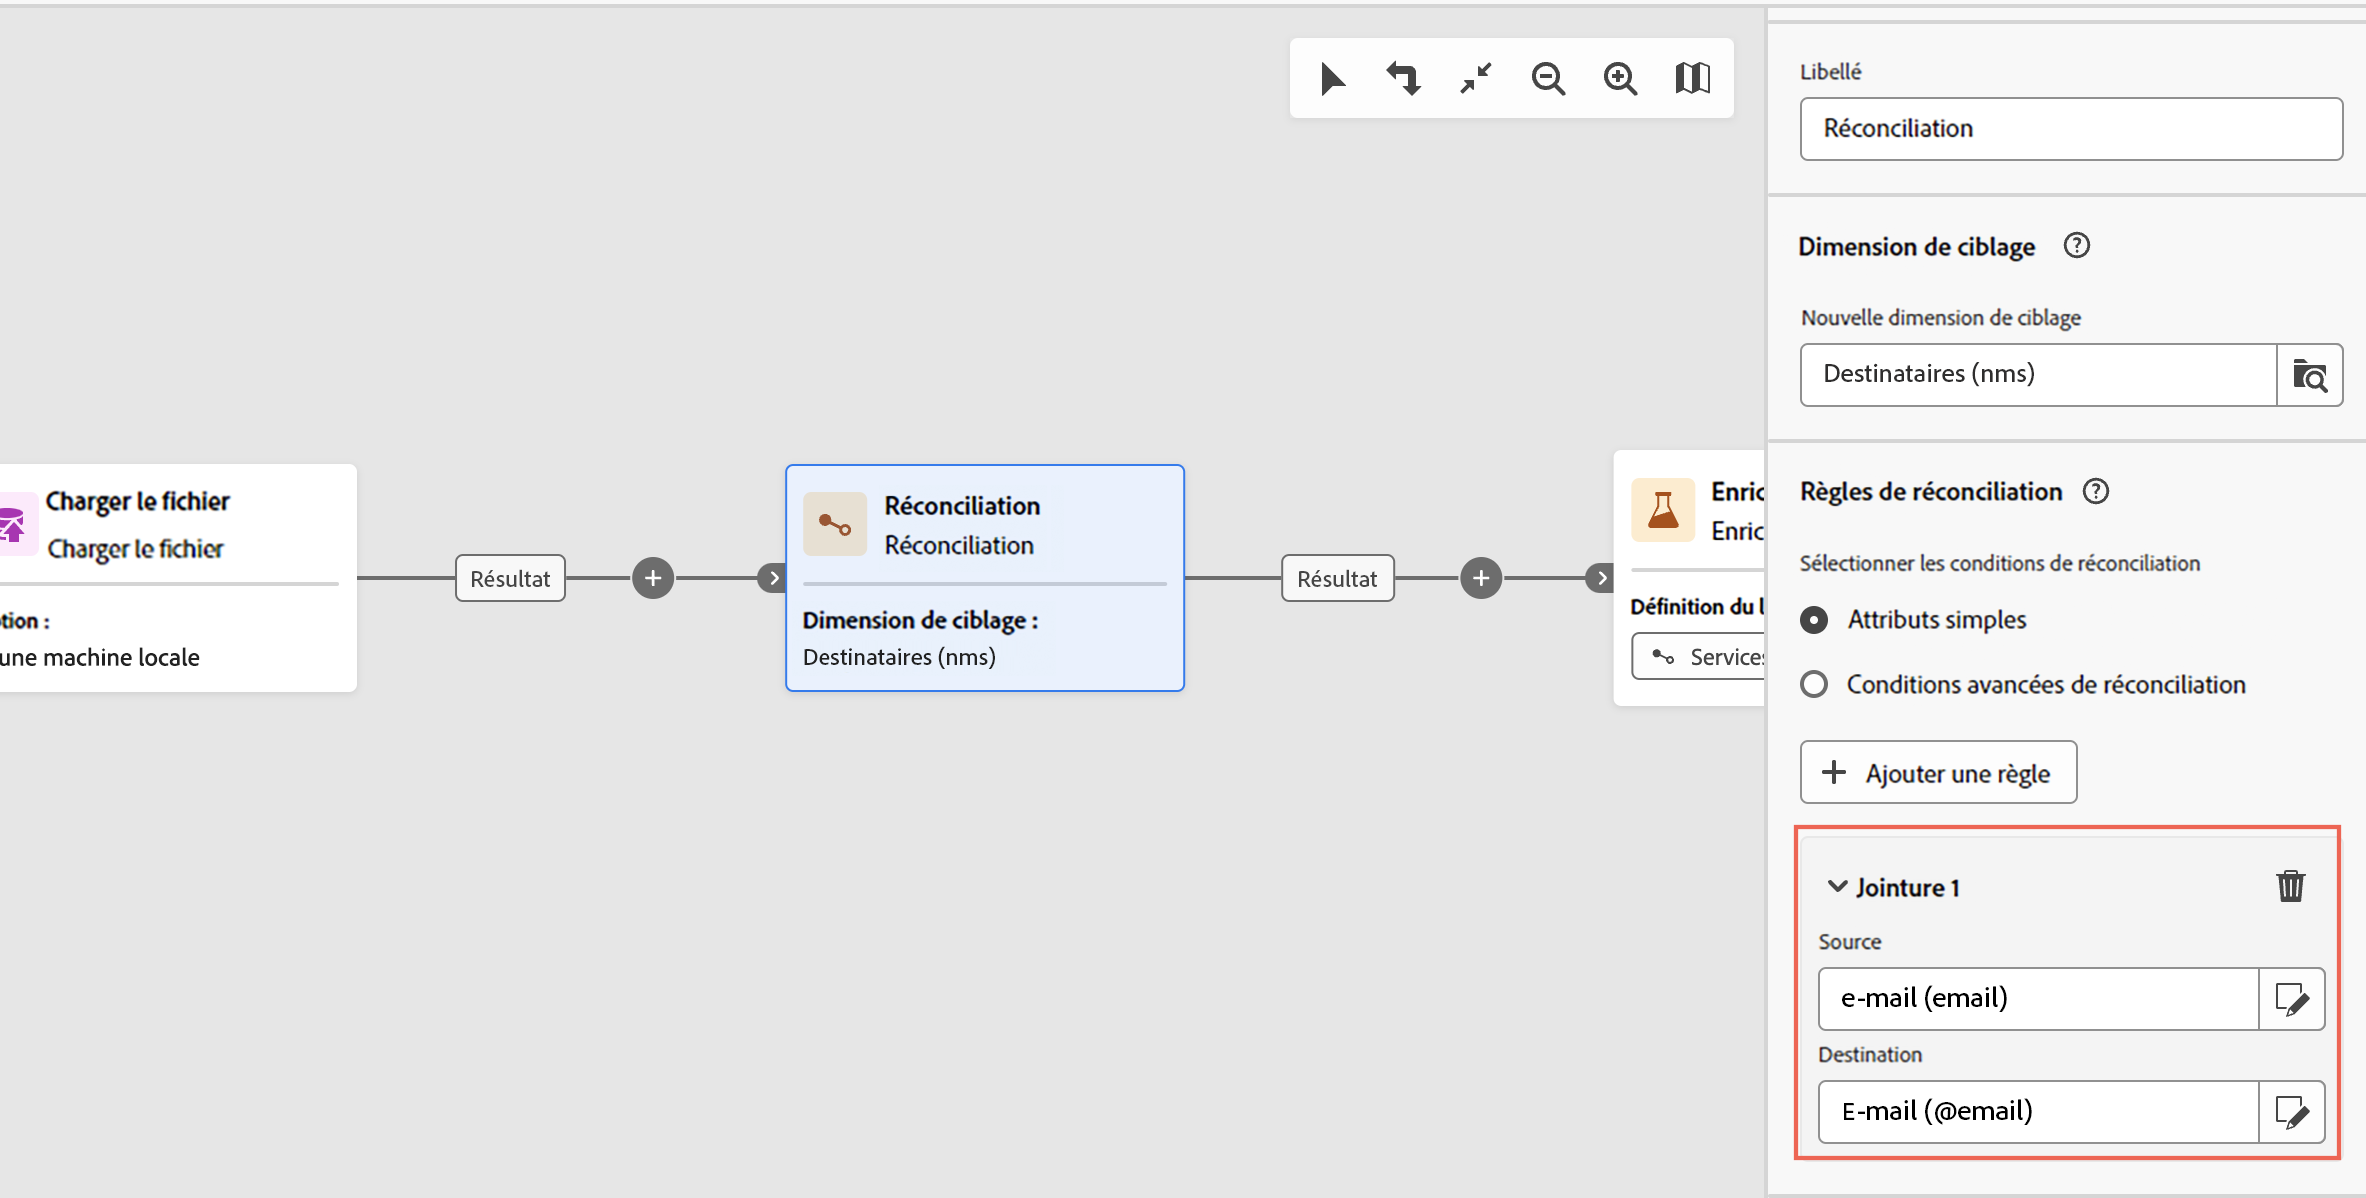 Charger le fichier
Charger le fichier
tion :
une machine locale
Résultat
Réconciliation
Réconciliation
Dimension de ciblage :
Destinataires (nms)
Résultat
Enric
Enric
Définition du l
Services
Libellé
Réconciliation
Dimension de ciblage
Nouvelle dimension de ciblage
Destinataires (nms)
Règles de réconciliation
Sélectionner les conditions de réconciliation
Attributs simples
Conditions avancées de réconciliation
Ajouter une règle
Jointure 1
Source
e-mail (email)
Destination
E-mail (@email)